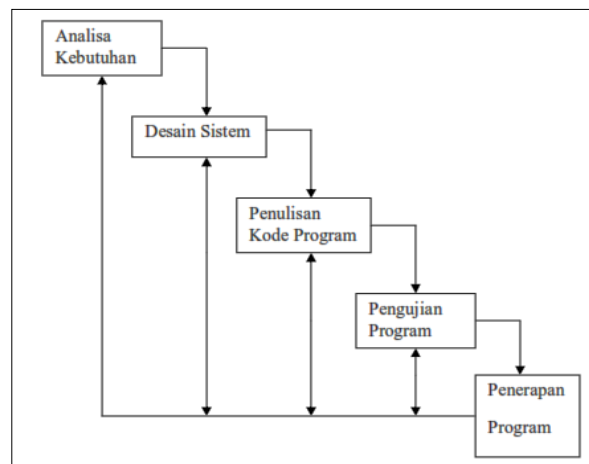 Analisa
Kebutuhan
Desain Sistem
Penulisan
Kode Program
Pengujian
Program
Penerapan
Program